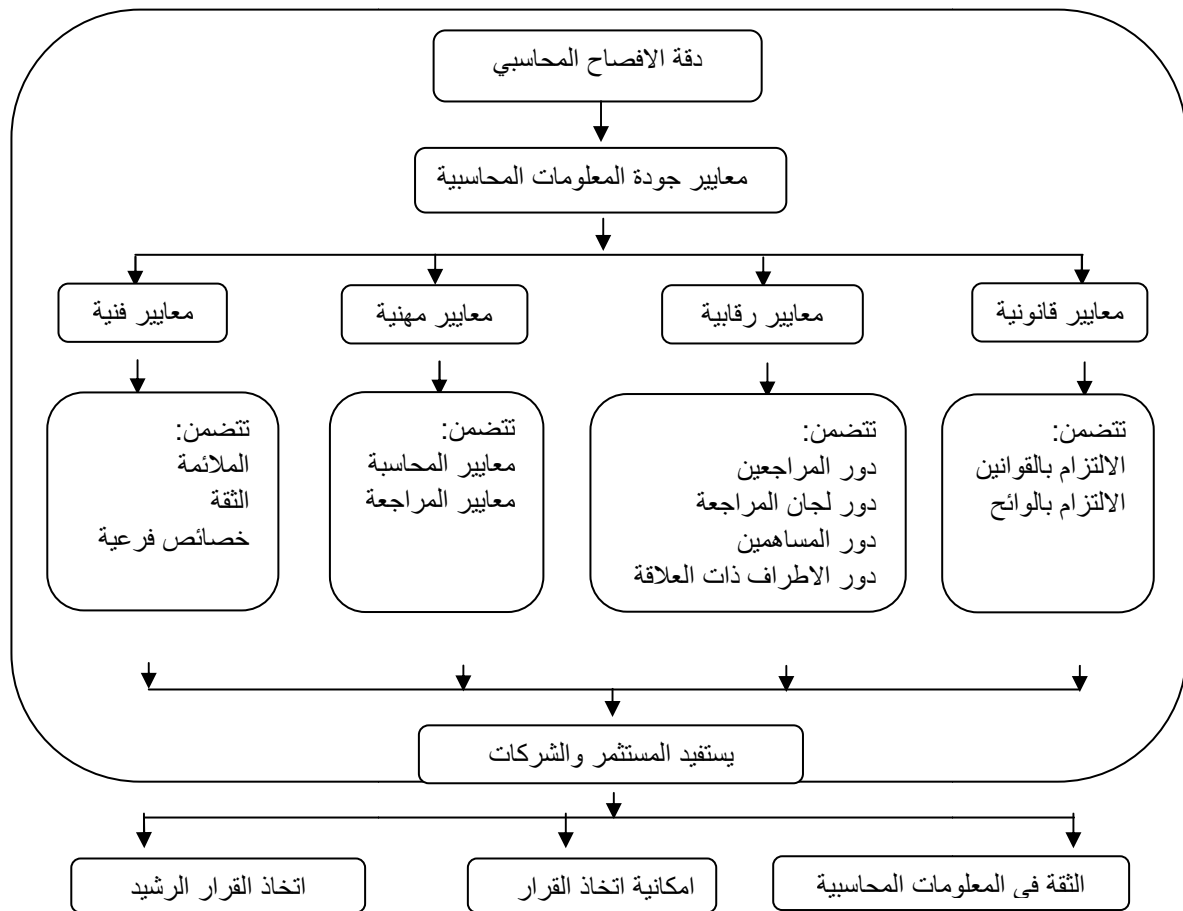 دقة الافصاح المحاسبي
معايير جودة المعلومات المحاسبية
معايير قانونية
معايير رقابية
معايير مهنية
معايير فنية
تتضمن:
الالتزام بالقوانين
الالتزام بالوائح
تتضمن:
دور المراجعين
دور لجان المراجعة
دور المساهمين
دور الاطراف ذات العلاقة
تتضمن:
معايير المحاسبة
معايير المراجعة
تتضمن:
الملائمة
الثقة
خصائص فرعية
يستفيد المستثمر والشركات
الثقة في المعلومات المحاسبية
امكانية اتخاذ القرار
اتخاذ القرار الرشيد